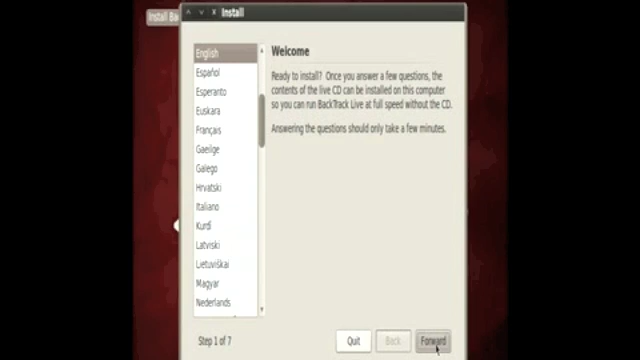 Install Ba
Install
English
Español
Esperanto
Euskara
Français
Gaeilge
Galego
Hrvatski
Italiano
Kurdî
Latviski
Lietuviškai
Magyar
Nederlands
Welcome
Ready to install? Once you answer a few questions, the
contents of the live CD can be installed on this computer
so you can run BackTrack Live at full speed without the CD.
Answering the questions should only take a few minutes.
Step 1 of 7
Quit
Back
Forward